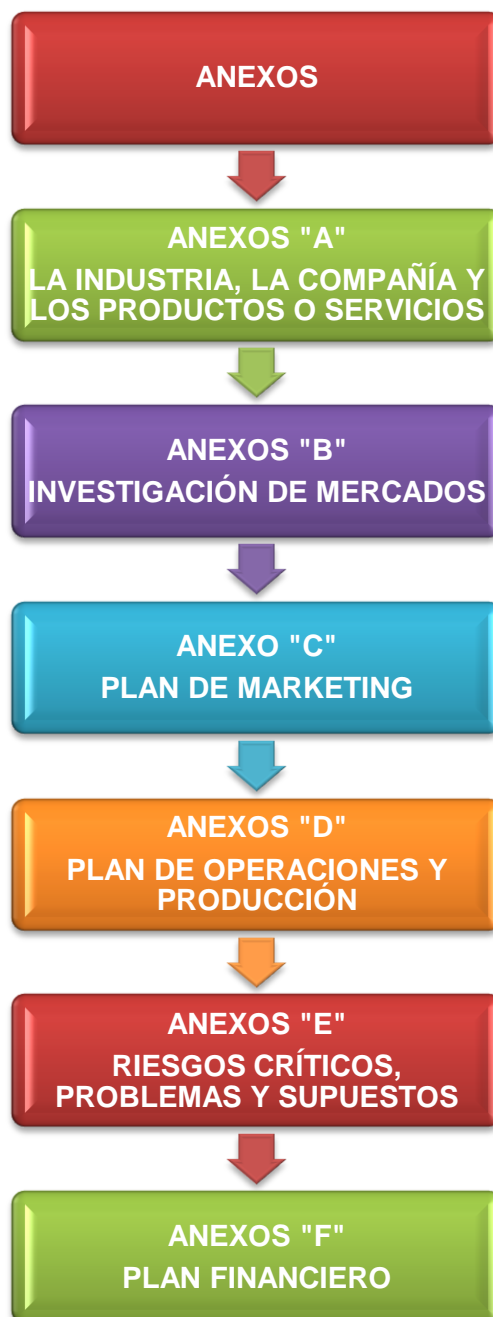 ANEXOS
ANEXOS "A"
LA INDUSTRIA, LA COMPAÑÍA Y
LOS PRODUCTOS O SERVICIOS
ANEXOS "B"
INVESTIGACIÓN DE MERCADOS
ANEXO "C"
PLAN DE MARKETING
ANEXOS "D"
PLAN DE OPERACIONES Y
PRODUCCIÓN
ANEXOS "E"
RIESGOS CRÍTICOS,
PROBLEMAS Y SUPUESTOS
ANEXOS "F"
PLAN FINANCIERO